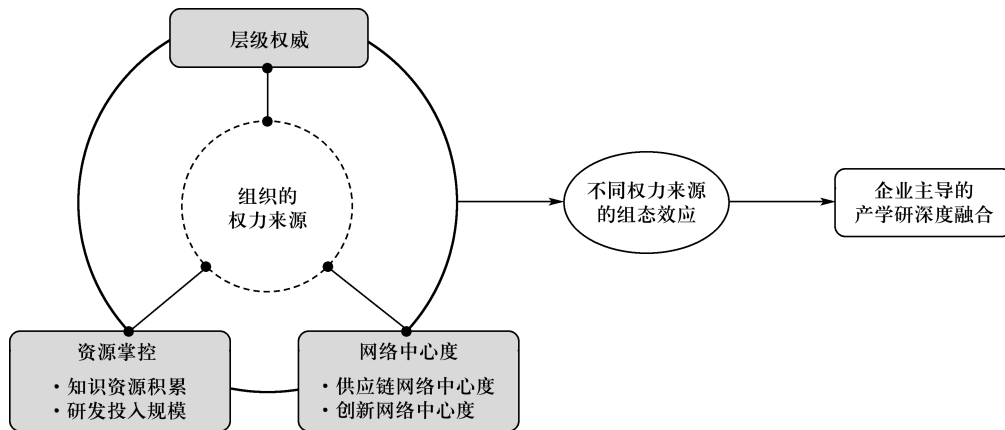 层级权威
组织的
权力来源
资源掌控
·知识资源积累
·研发投入规模
网络中心度
·供应链网络中心度
·创新网络中心度
不同权力来源
的组态效应
企业主导的
产学研深度融合